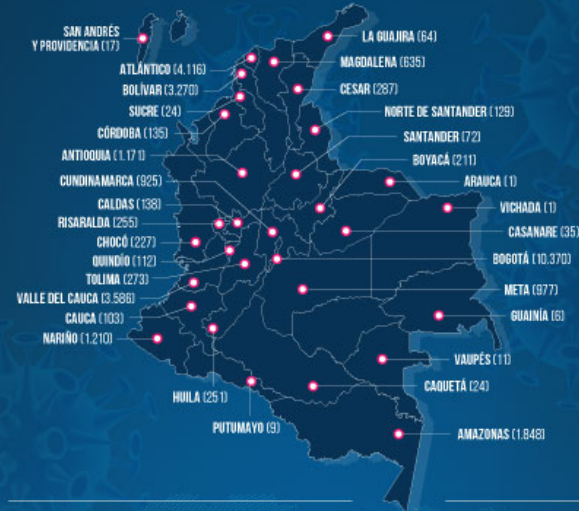 SAN ANDRÉS
Y PROVIDENCIA (17)
ATLÁNTICO (4.116)
BOLÍVAR (3.270)
SUCRE (24)
CÓRDOBA (135)
ANTIOQUIA (1.171)
CUNDINAMARCA (925)
CALDAS (138)
RISARALDA (255)
CHOCÓ (227)
QUINDÍO (112)
TOLIMA (273)
VALLE DEL CAUCA (3.586)
CAUCA (103)
NARIÑO (1.210)
HUILA (251)
PUTUMAYO (9)
LA GUAJIRA (64)
MAGDALENA (635)
CESAR (287)
NORTE DE SANTANDER (129)
SANTANDER (72)
BOYACÁ (211)
ARAUCA (1)
VICHADA (1)
CASANARE (35)
BOGOTÁ (10.370)
META (977)
GUAINÍA (6)
VAUPÉS (11)
CAQUETÁ (24)
AMAZONAS (1.848)